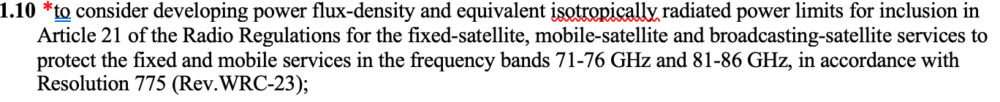 1.10 *to consider developing power flux-density and equivalent isotropically radiated power limits for inclusion in
Article 21 of the Radio Regulations for the fixed-satellite, mobile-satellite and broadcasting-satellite services to
protect the fixed and mobile services in the frequency bands 71-76 GHz and 81-86 GHz, in accordance with
Resolution 775 (Rev.WRC-23);